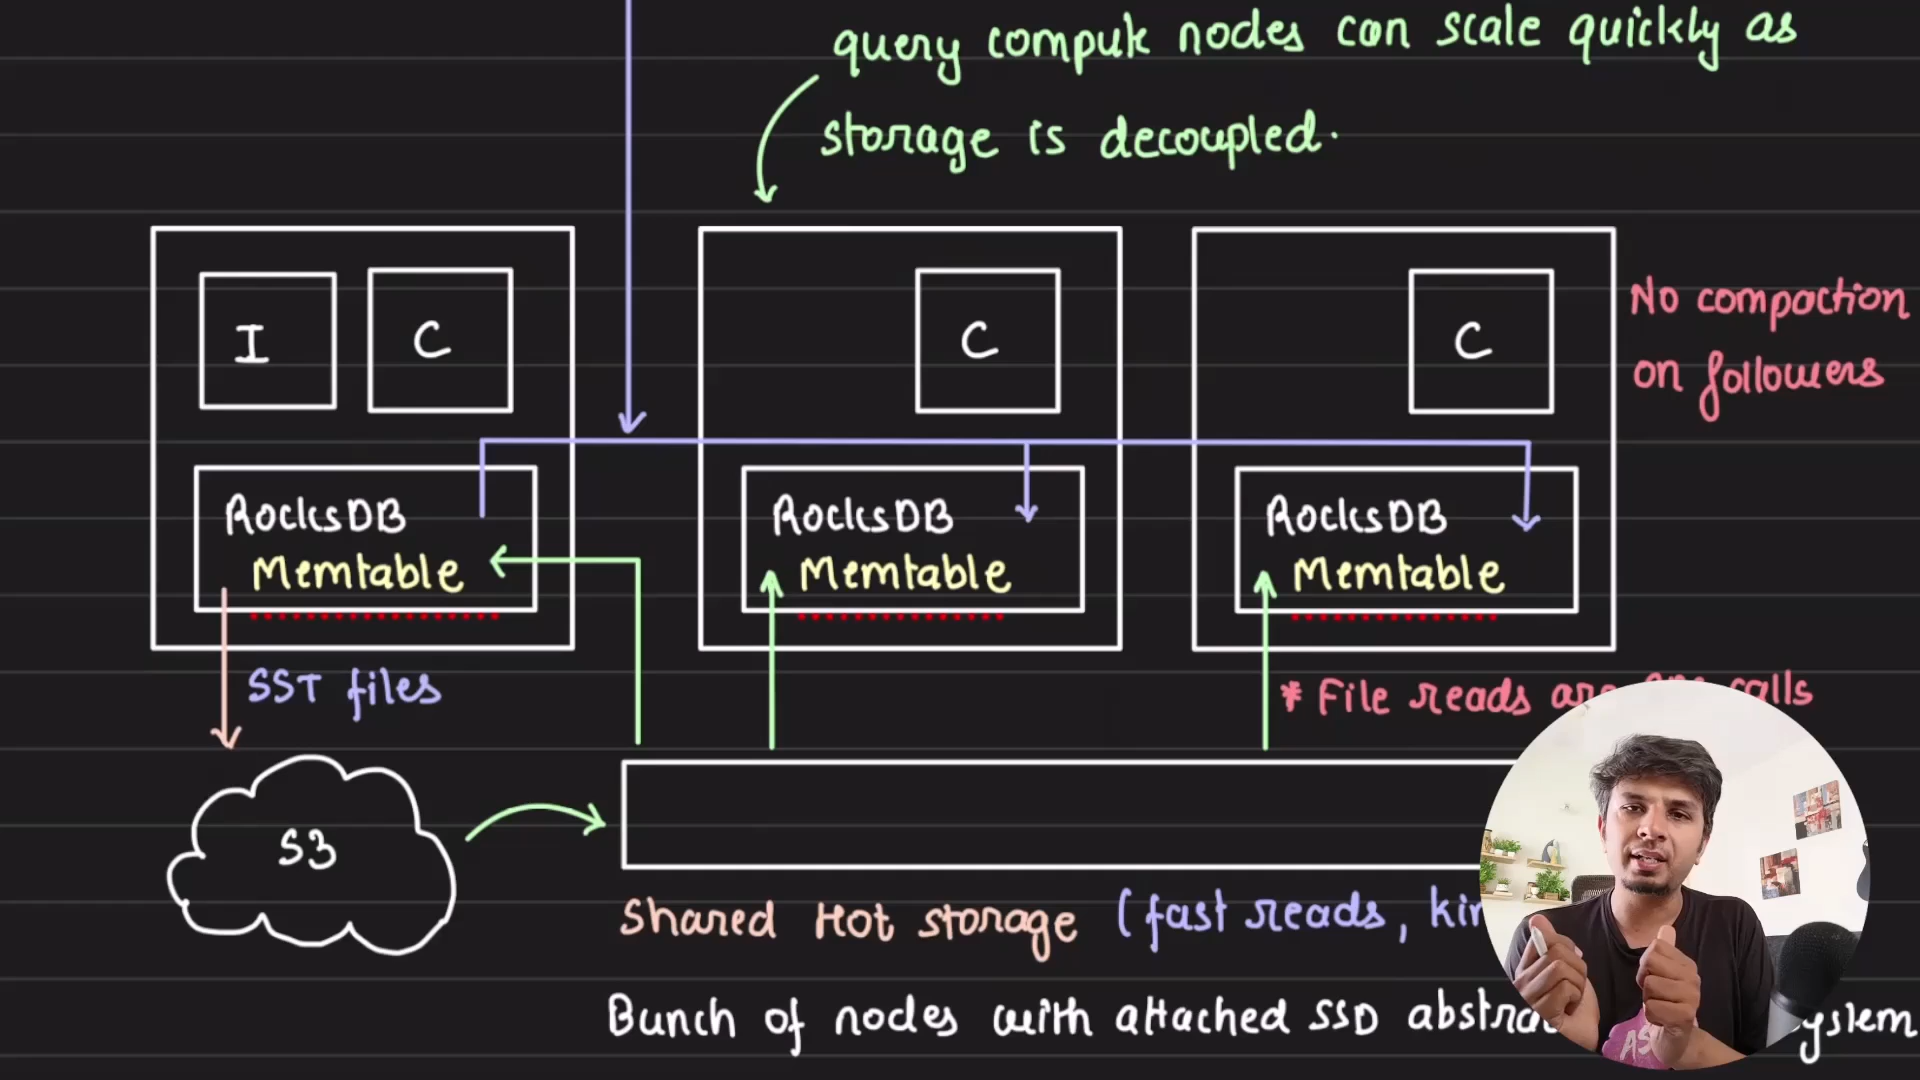 query compute nodes can scale quickly as
storage is decoupled.
I
C
C
C
No compaction
on followers
RocksDB
Memtable
RocksDB
Memtable
RocksDB
Memtable
SST files
* File reads are calls
S3
Shared Hot storage (fast reads,
Bunch of nodes with attached SSD